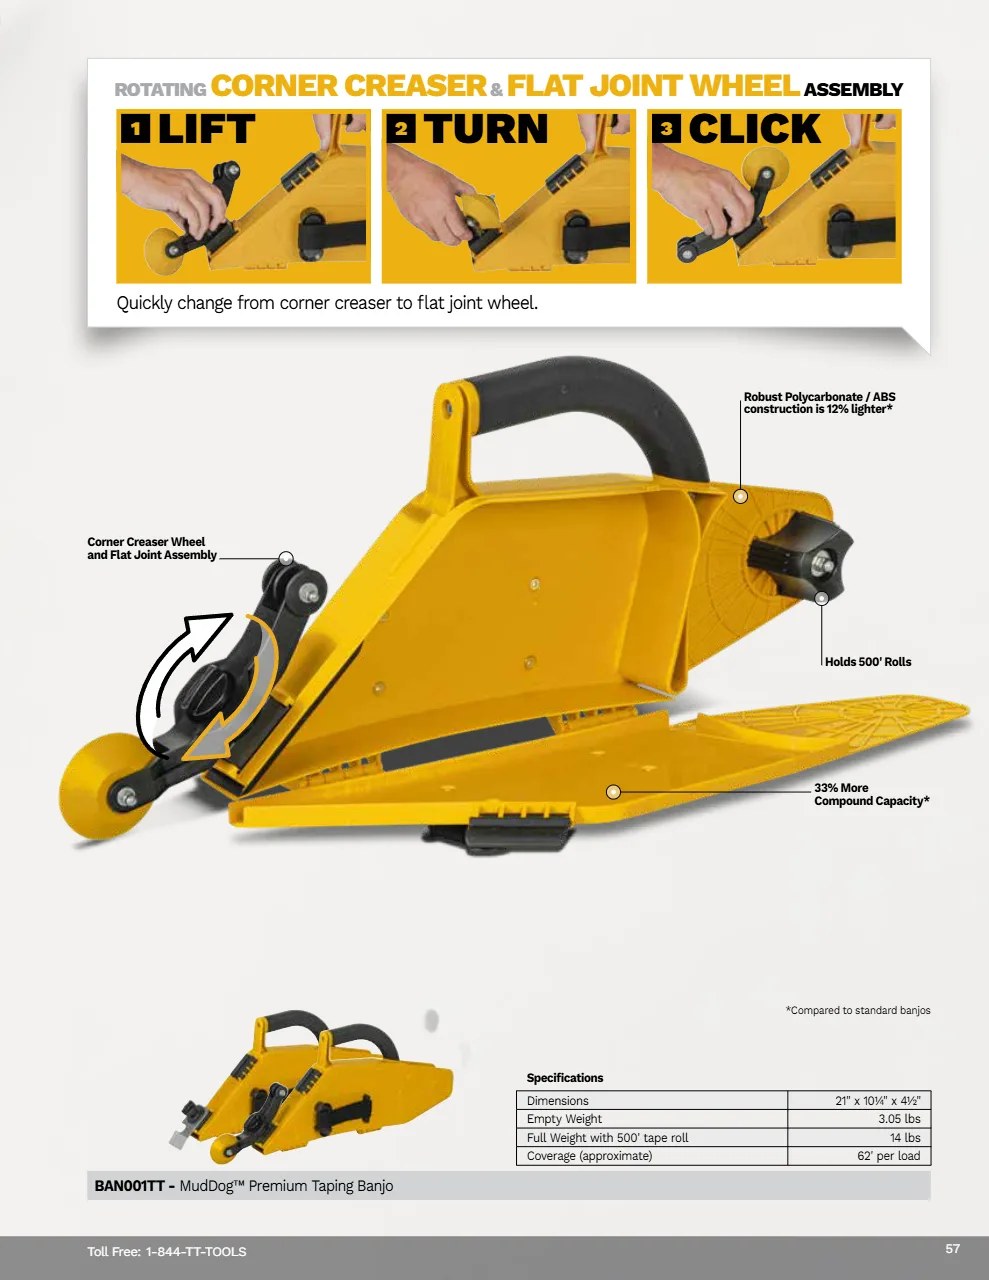 ROTATING CORNER CREASER & FLAT JOINT WHEEL ASSEMBLY
1 LIFT
2 TURN
3 CLICK
Quickly change from corner creaser to flat joint wheel.
Robust Polycarbonate / ABS
construction is 12% lighter*
Corner Creaser Wheel
and Flat Joint Assembly
Holds 500' Rolls
33% More
Compound Capacity*
*Compared to standard banjos
Specifications
Dimensions 21" x 10¼" x 4½"
Empty Weight 3.05 lbs
Full Weight with 500' tape roll 14 lbs
Coverage (approximate) 62' per load
BAN001TT - MudDog™ Premium Taping Banjo
Toll Free: 1-844-TT-TOOLS
57